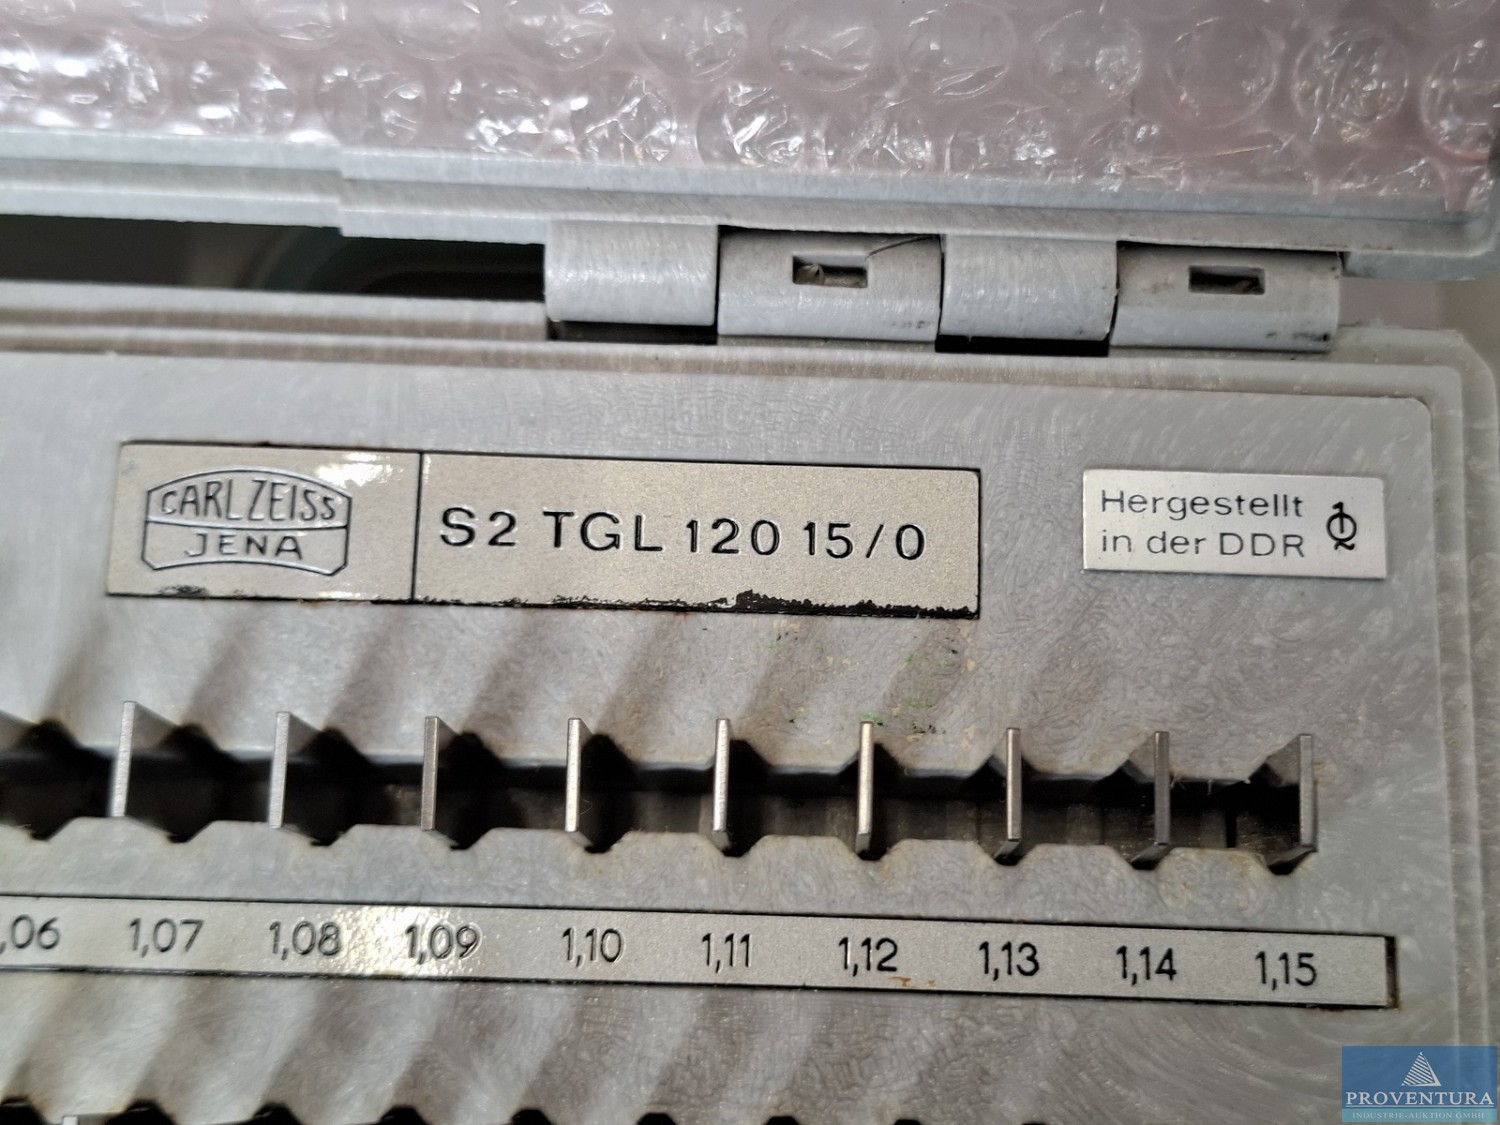 CARL ZEISS
JENA
S2 TGL 120 15/0
Hergestellt
in der DDR
,06 1,07 1,08 1,09 1,10 1,11 1,12 1,13 1,14 1,15
PROVENTURA
INDUSTRIE-AUKTION GMBH